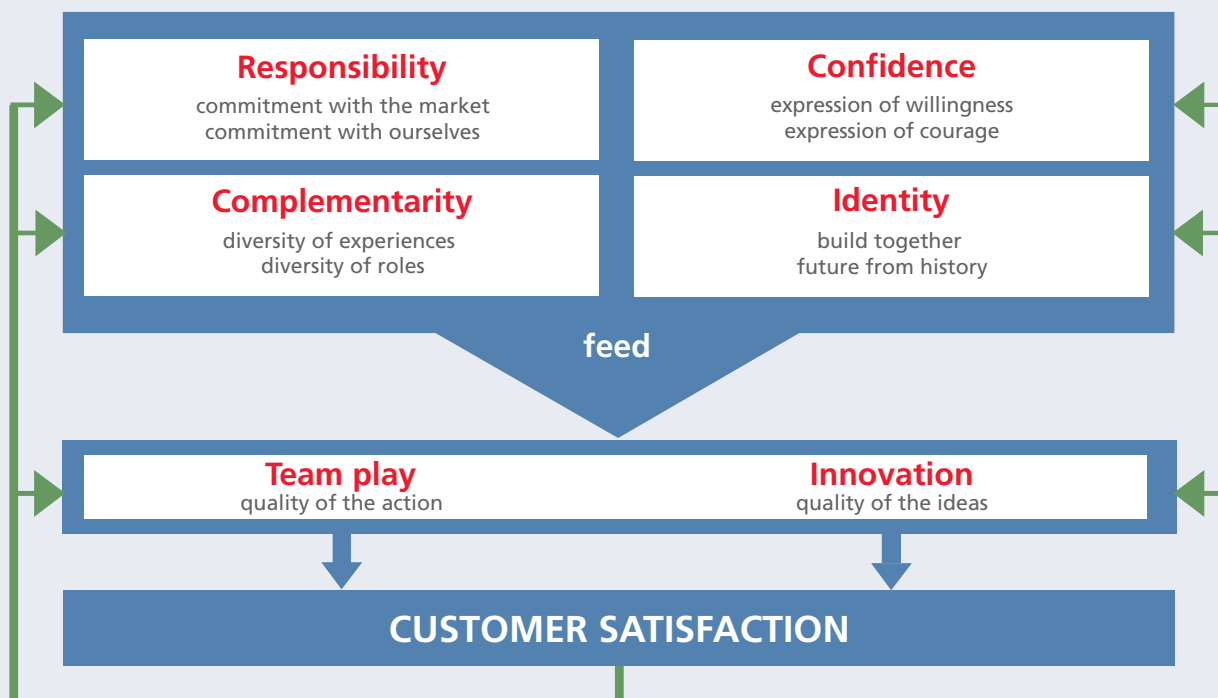 Responsibility
commitment with the market
commitment with ourselves
Confidence
expression of willingness
expression of courage
Complementarity
diversity of experiences
diversity of roles
Identity
build together
future from history
feed
Team play
quality of the action
Innovation
quality of the ideas
CUSTOMER SATISFACTION